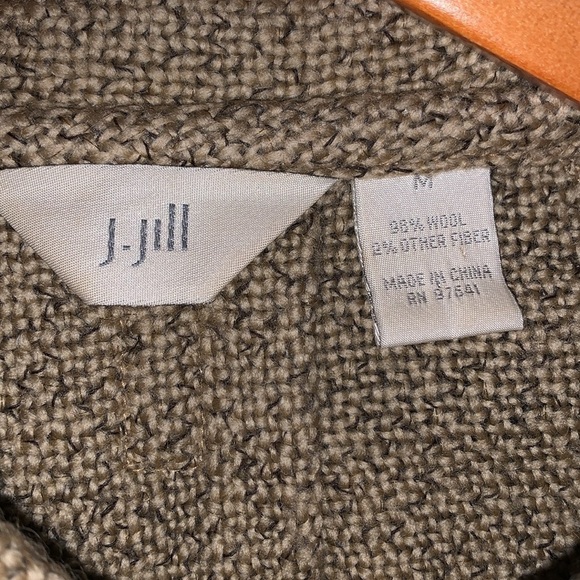 J.Jill
M
98% WOOL
2% OTHER FIBER
MADE IN CHINA
RN 97641